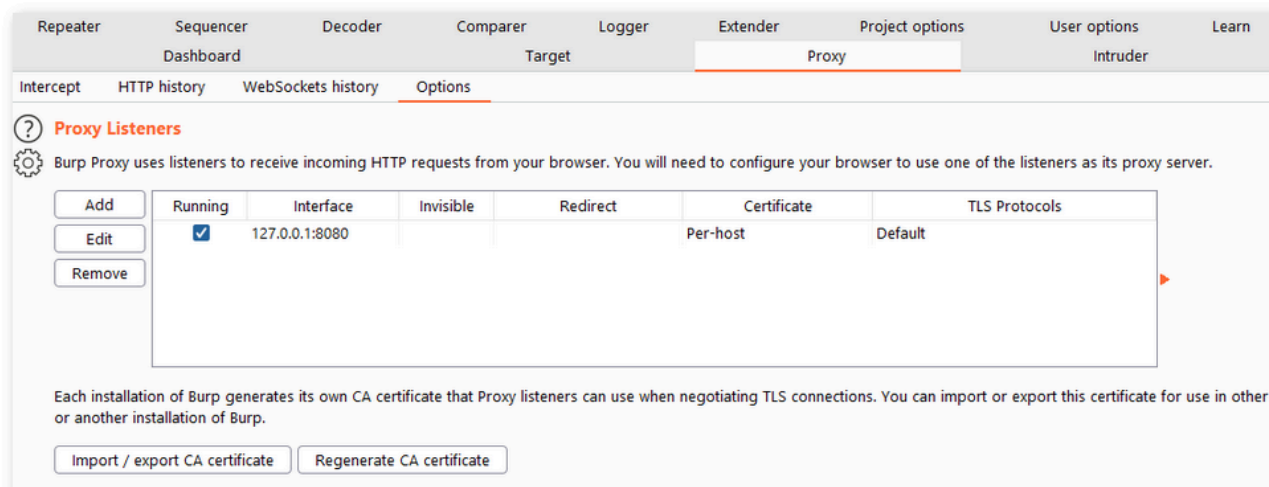 Repeater Sequencer Decoder Comparer Logger Extender Project options User options Learn
Dashboard Target Proxy Intruder
Intercept HTTP history WebSockets history Options
? Proxy Listeners
Burp Proxy uses listeners to receive incoming HTTP requests from your browser. You will need to configure your browser to use one of the listeners as its proxy server.
Add Running Interface Invisible Redirect Certificate TLS Protocols
Edit 127.0.0.1:8080 Per-host Default
Remove
Each installation of Burp generates its own CA certificate that Proxy listeners can use when negotiating TLS connections. You can import or export this certificate for use in other
or another installation of Burp.
Import / export CA certificate Regenerate CA certificate